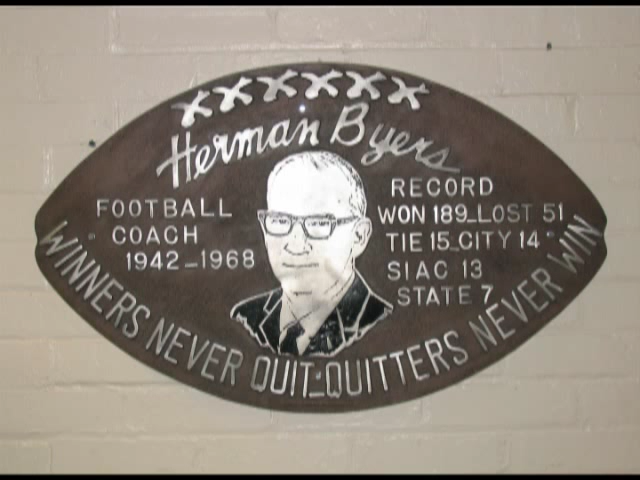 Herman Byers
FOOTBALL
COACH
1942-1968
RECORD
WON 189-LOST 51
TIE 15-CITY 14
SIAC 13
STATE 7
WINNERS NEVER QUIT-QUITTERS NEVER WIN